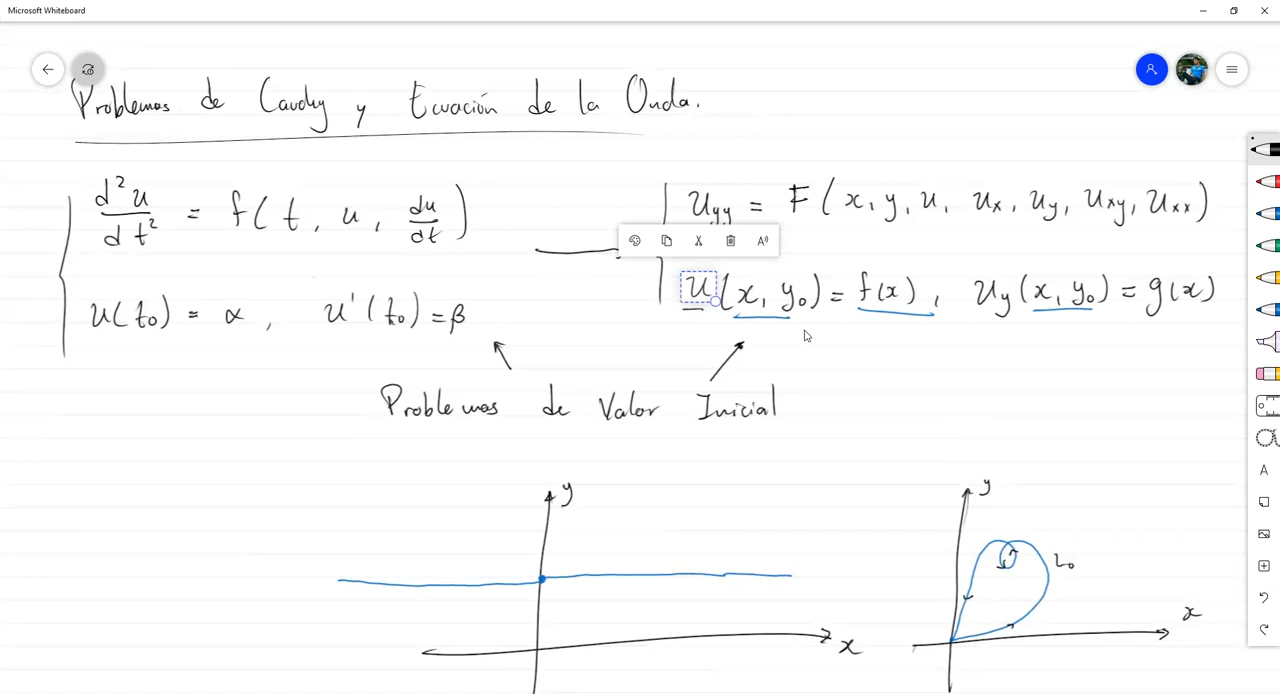 Microsoft Whiteboard
Problemas de Cauchy y Ecuación de la Onda.
d²u/dt² = f(t, u, du/dt)
u(t₀) = α, u'(t₀) = β
u_yy = F(x, y, u, u_x, u_y, u_xy, u_xx)
u(x, y₀) = f(x), u_y(x, y₀) = g(x)
Problemas de Valor Inicial
y
x
y
L₀
x